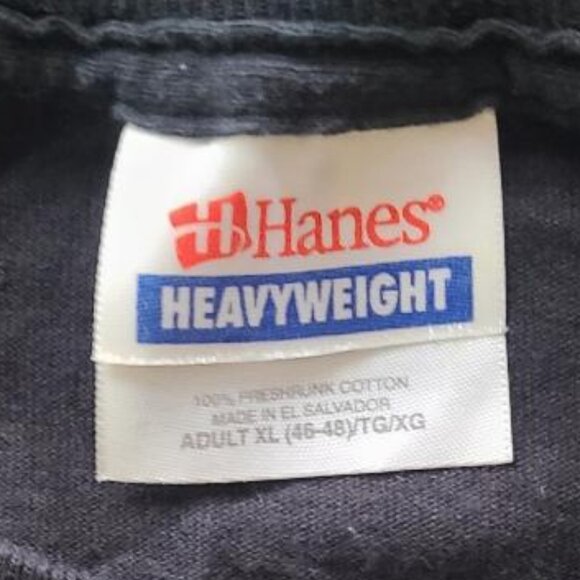 H Hanes®
HEAVYWEIGHT
100% PRESHRUNK COTTON
MADE IN EL SALVADOR
ADULT XL (46-48)/TG/XG